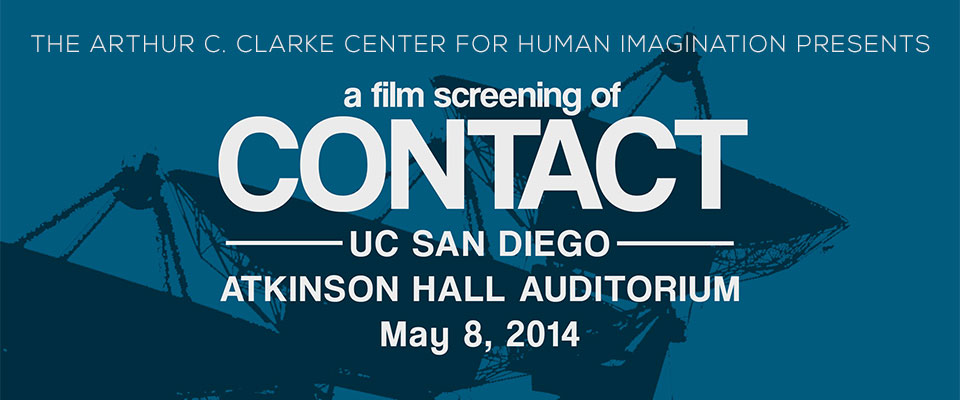 THE ARTHUR C. CLARKE CENTER FOR HUMAN IMAGINATION PRESENTS
a film screening of
CONTACT
UC SAN DIEGO
ATKINSON HALL AUDITORIUM
May 8, 2014